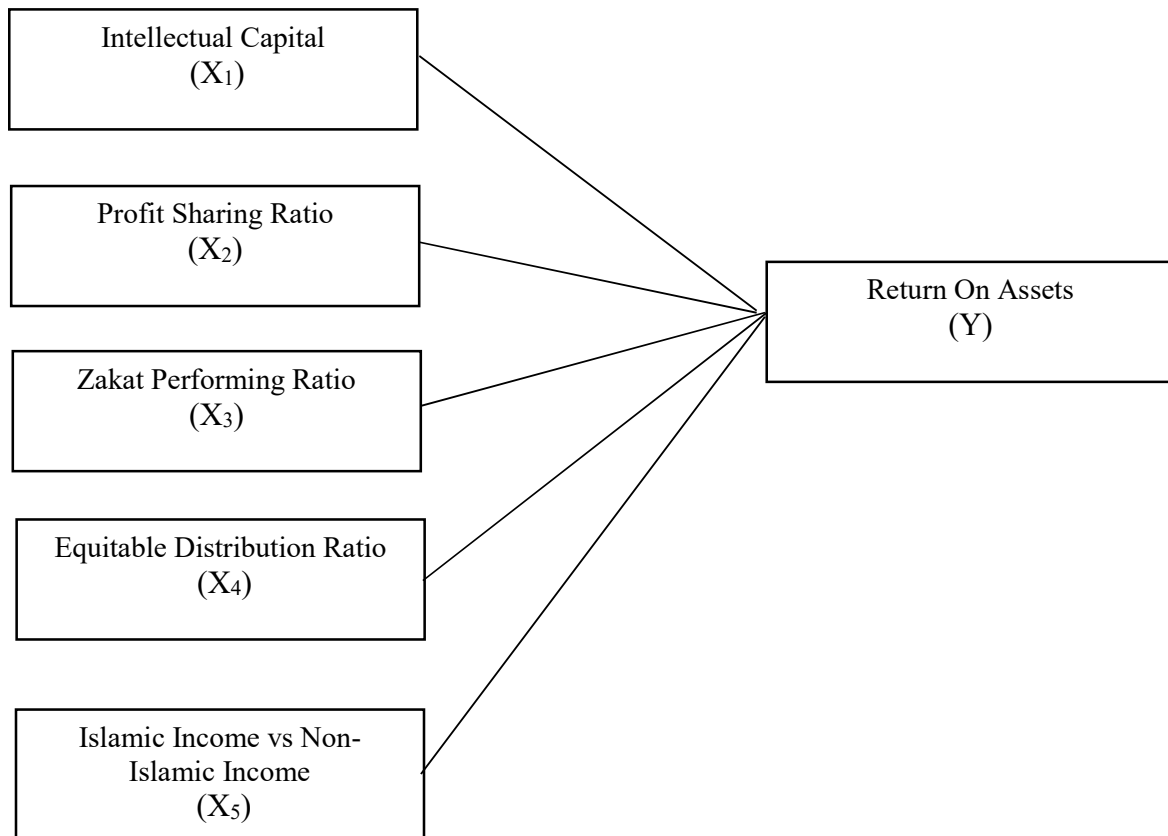 Intellectual Capital
(X₁)
Profit Sharing Ratio
(X₂)
Zakat Performing Ratio
(X₃)
Equitable Distribution Ratio
(X₄)
Islamic Income vs Non-
Islamic Income
(X₅)
Return On Assets
(Y)